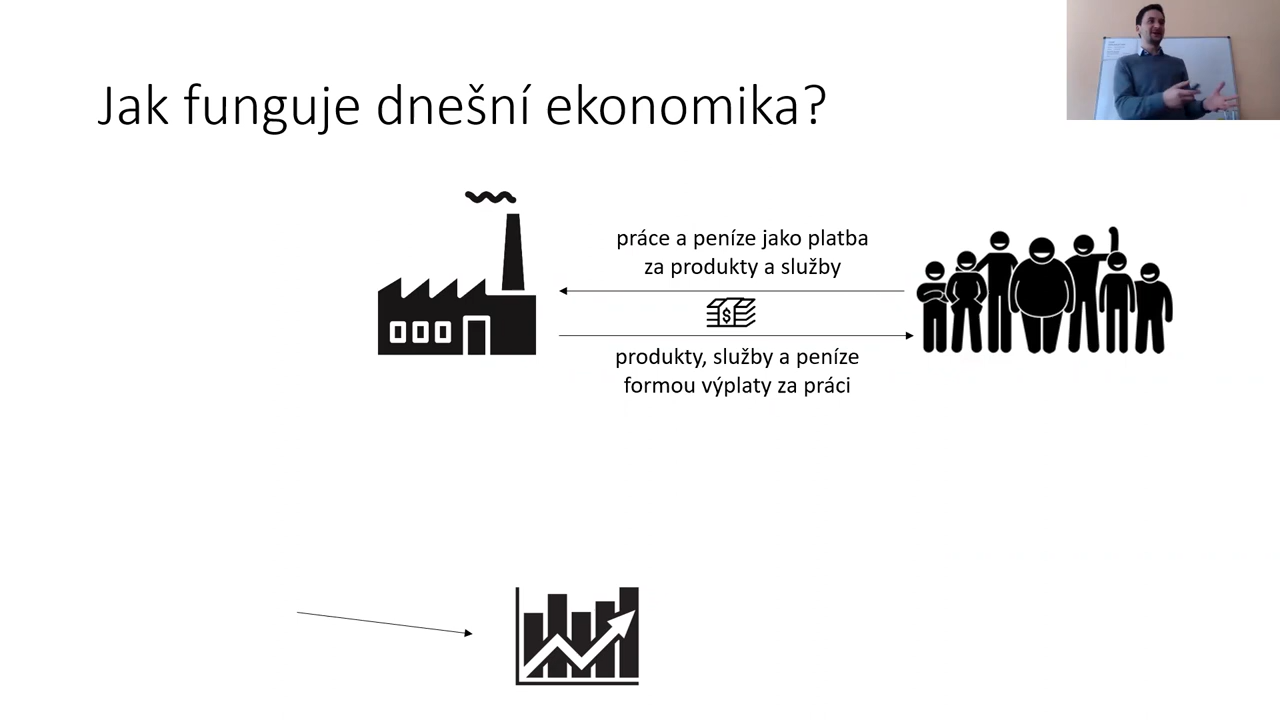 Jak funguje dnešní ekonomika?
práce a peníze jako platba
za produkty a služby
$
produkty, služby a peníze
formou výplaty za práci